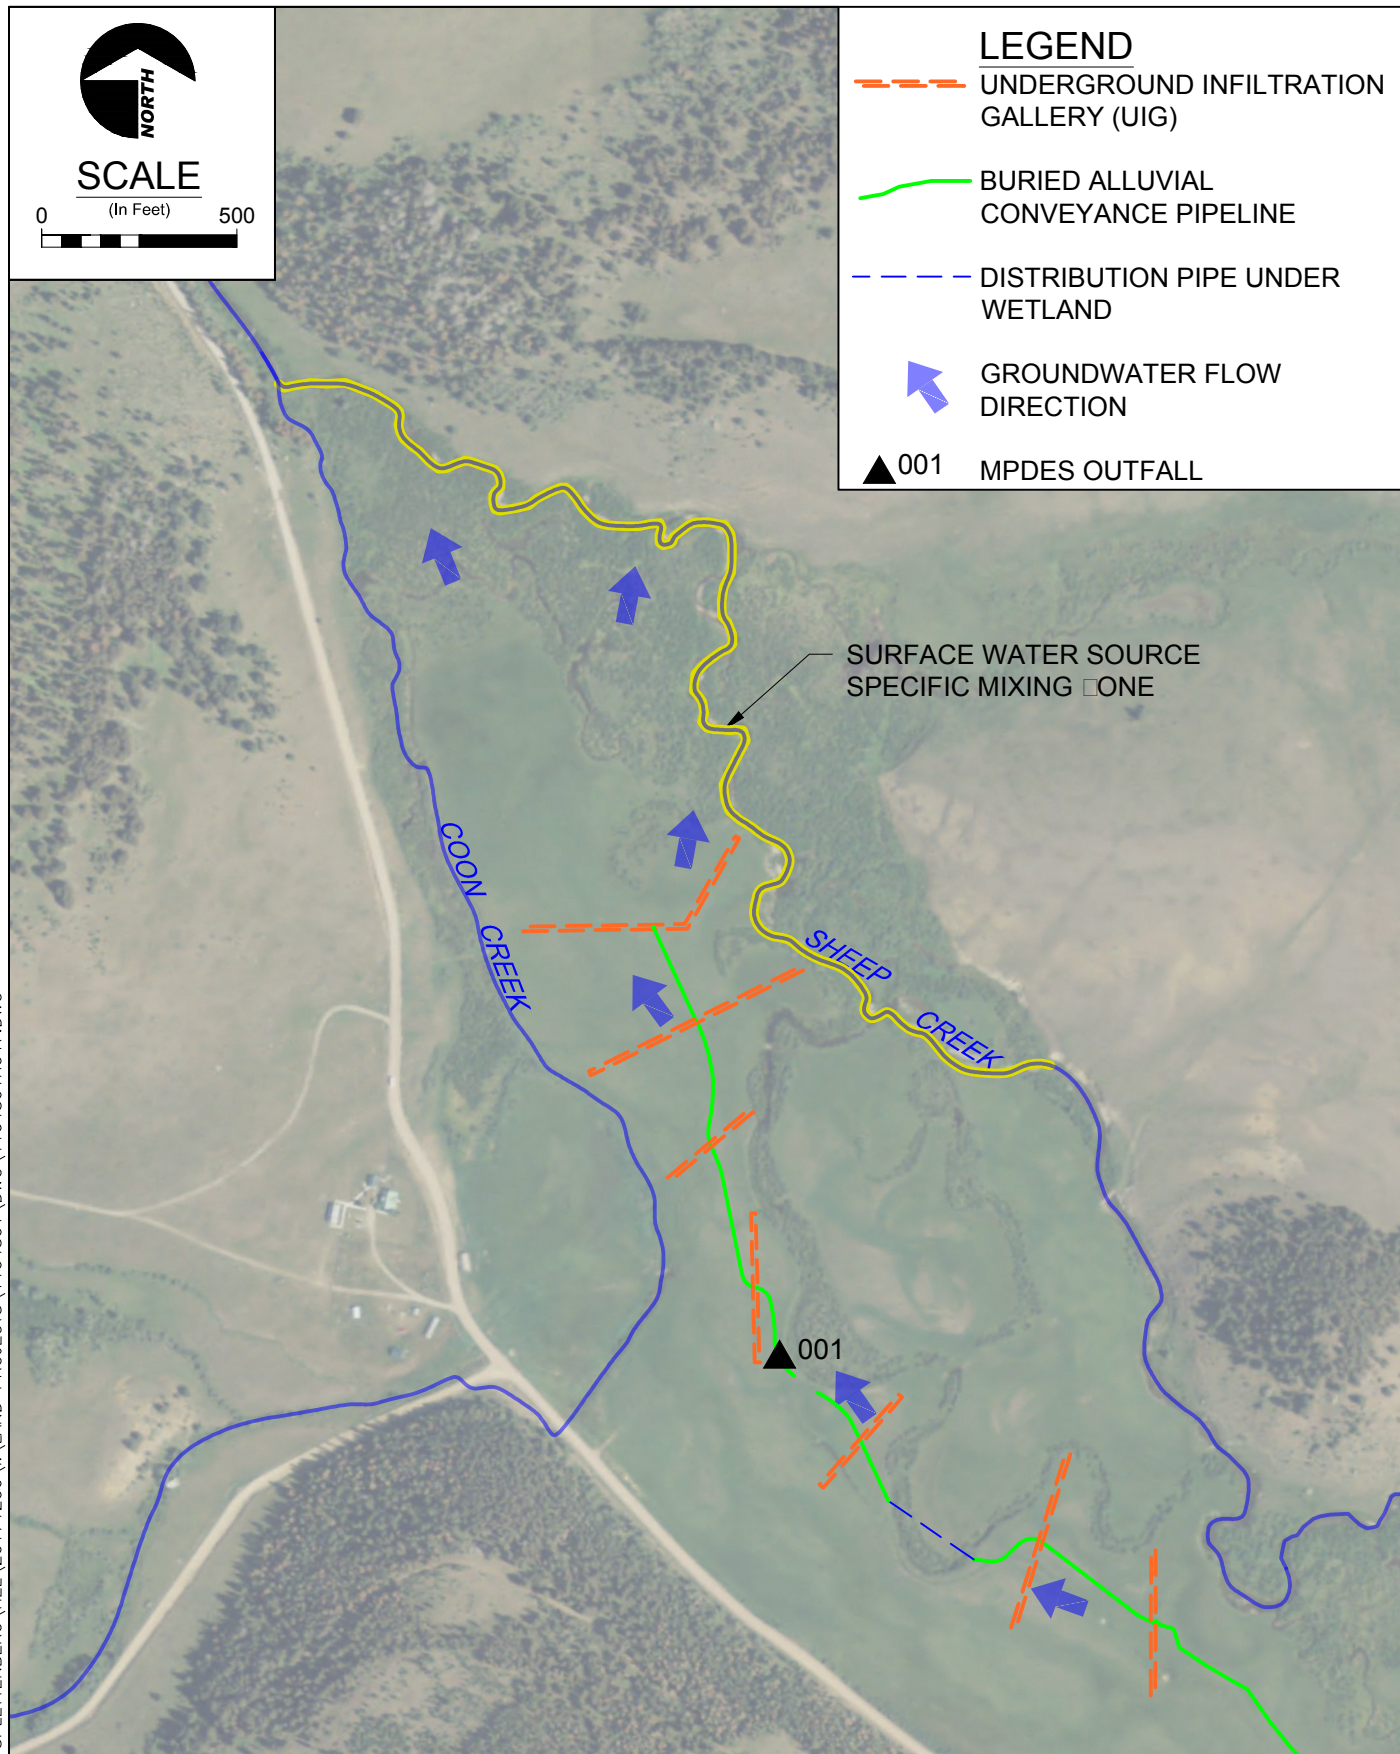 NORTH
SCALE
(In Feet)
0 500
LEGEND
UNDERGROUND INFILTRATION
GALLERY (UIG)
BURIED ALLUVIAL
CONVEYANCE PIPELINE
DISTRIBUTION PIPE UNDER
WETLAND
GROUNDWATER FLOW
DIRECTION
001 MPDES OUTFALL
SURFACE WATER SOURCE
SPECIFIC MIXING □ONE
COON CREEK
SHEEP CREEK
001